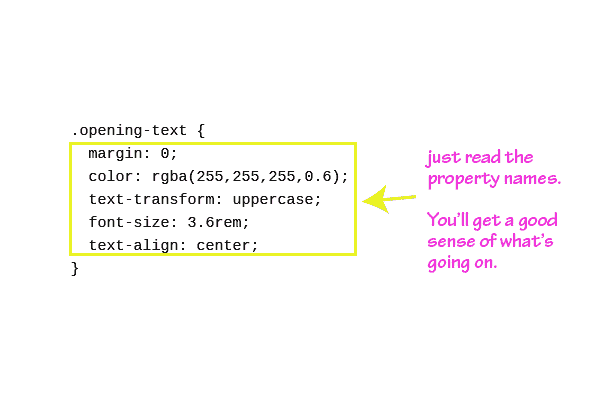 .opening-text {
margin: 0;
color: rgba(255,255,255,0.6);
text-transform: uppercase;
font-size: 3.6rem;
text-align: center;
}
just read the
property names.
You'll get a good
sense of what's
going on.